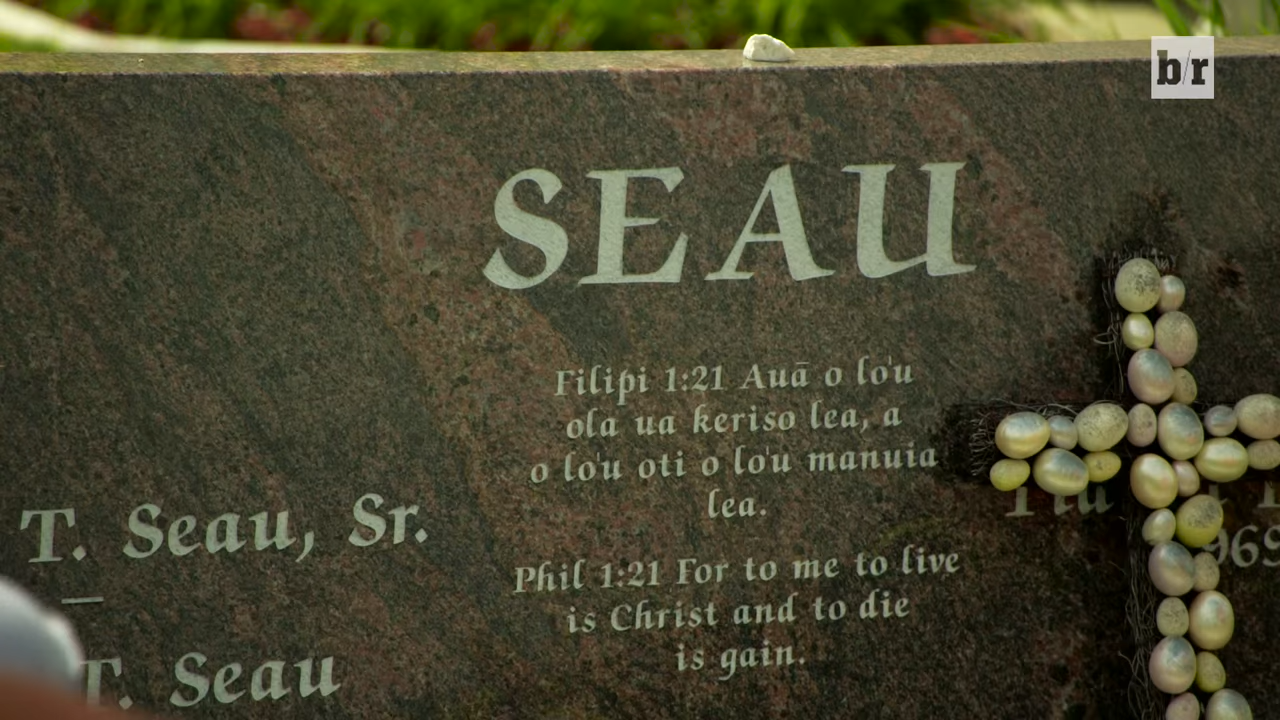 b/r
SEAU
Filipi 1:21 Auā o lo'u
ola ua keriso lea, a
o lo'u oti o lo'u manuia
lea.
T. Seau, Sr.
Phil 1:21 For to me to live
is Christ and to die
is gain.
T. Seau
969